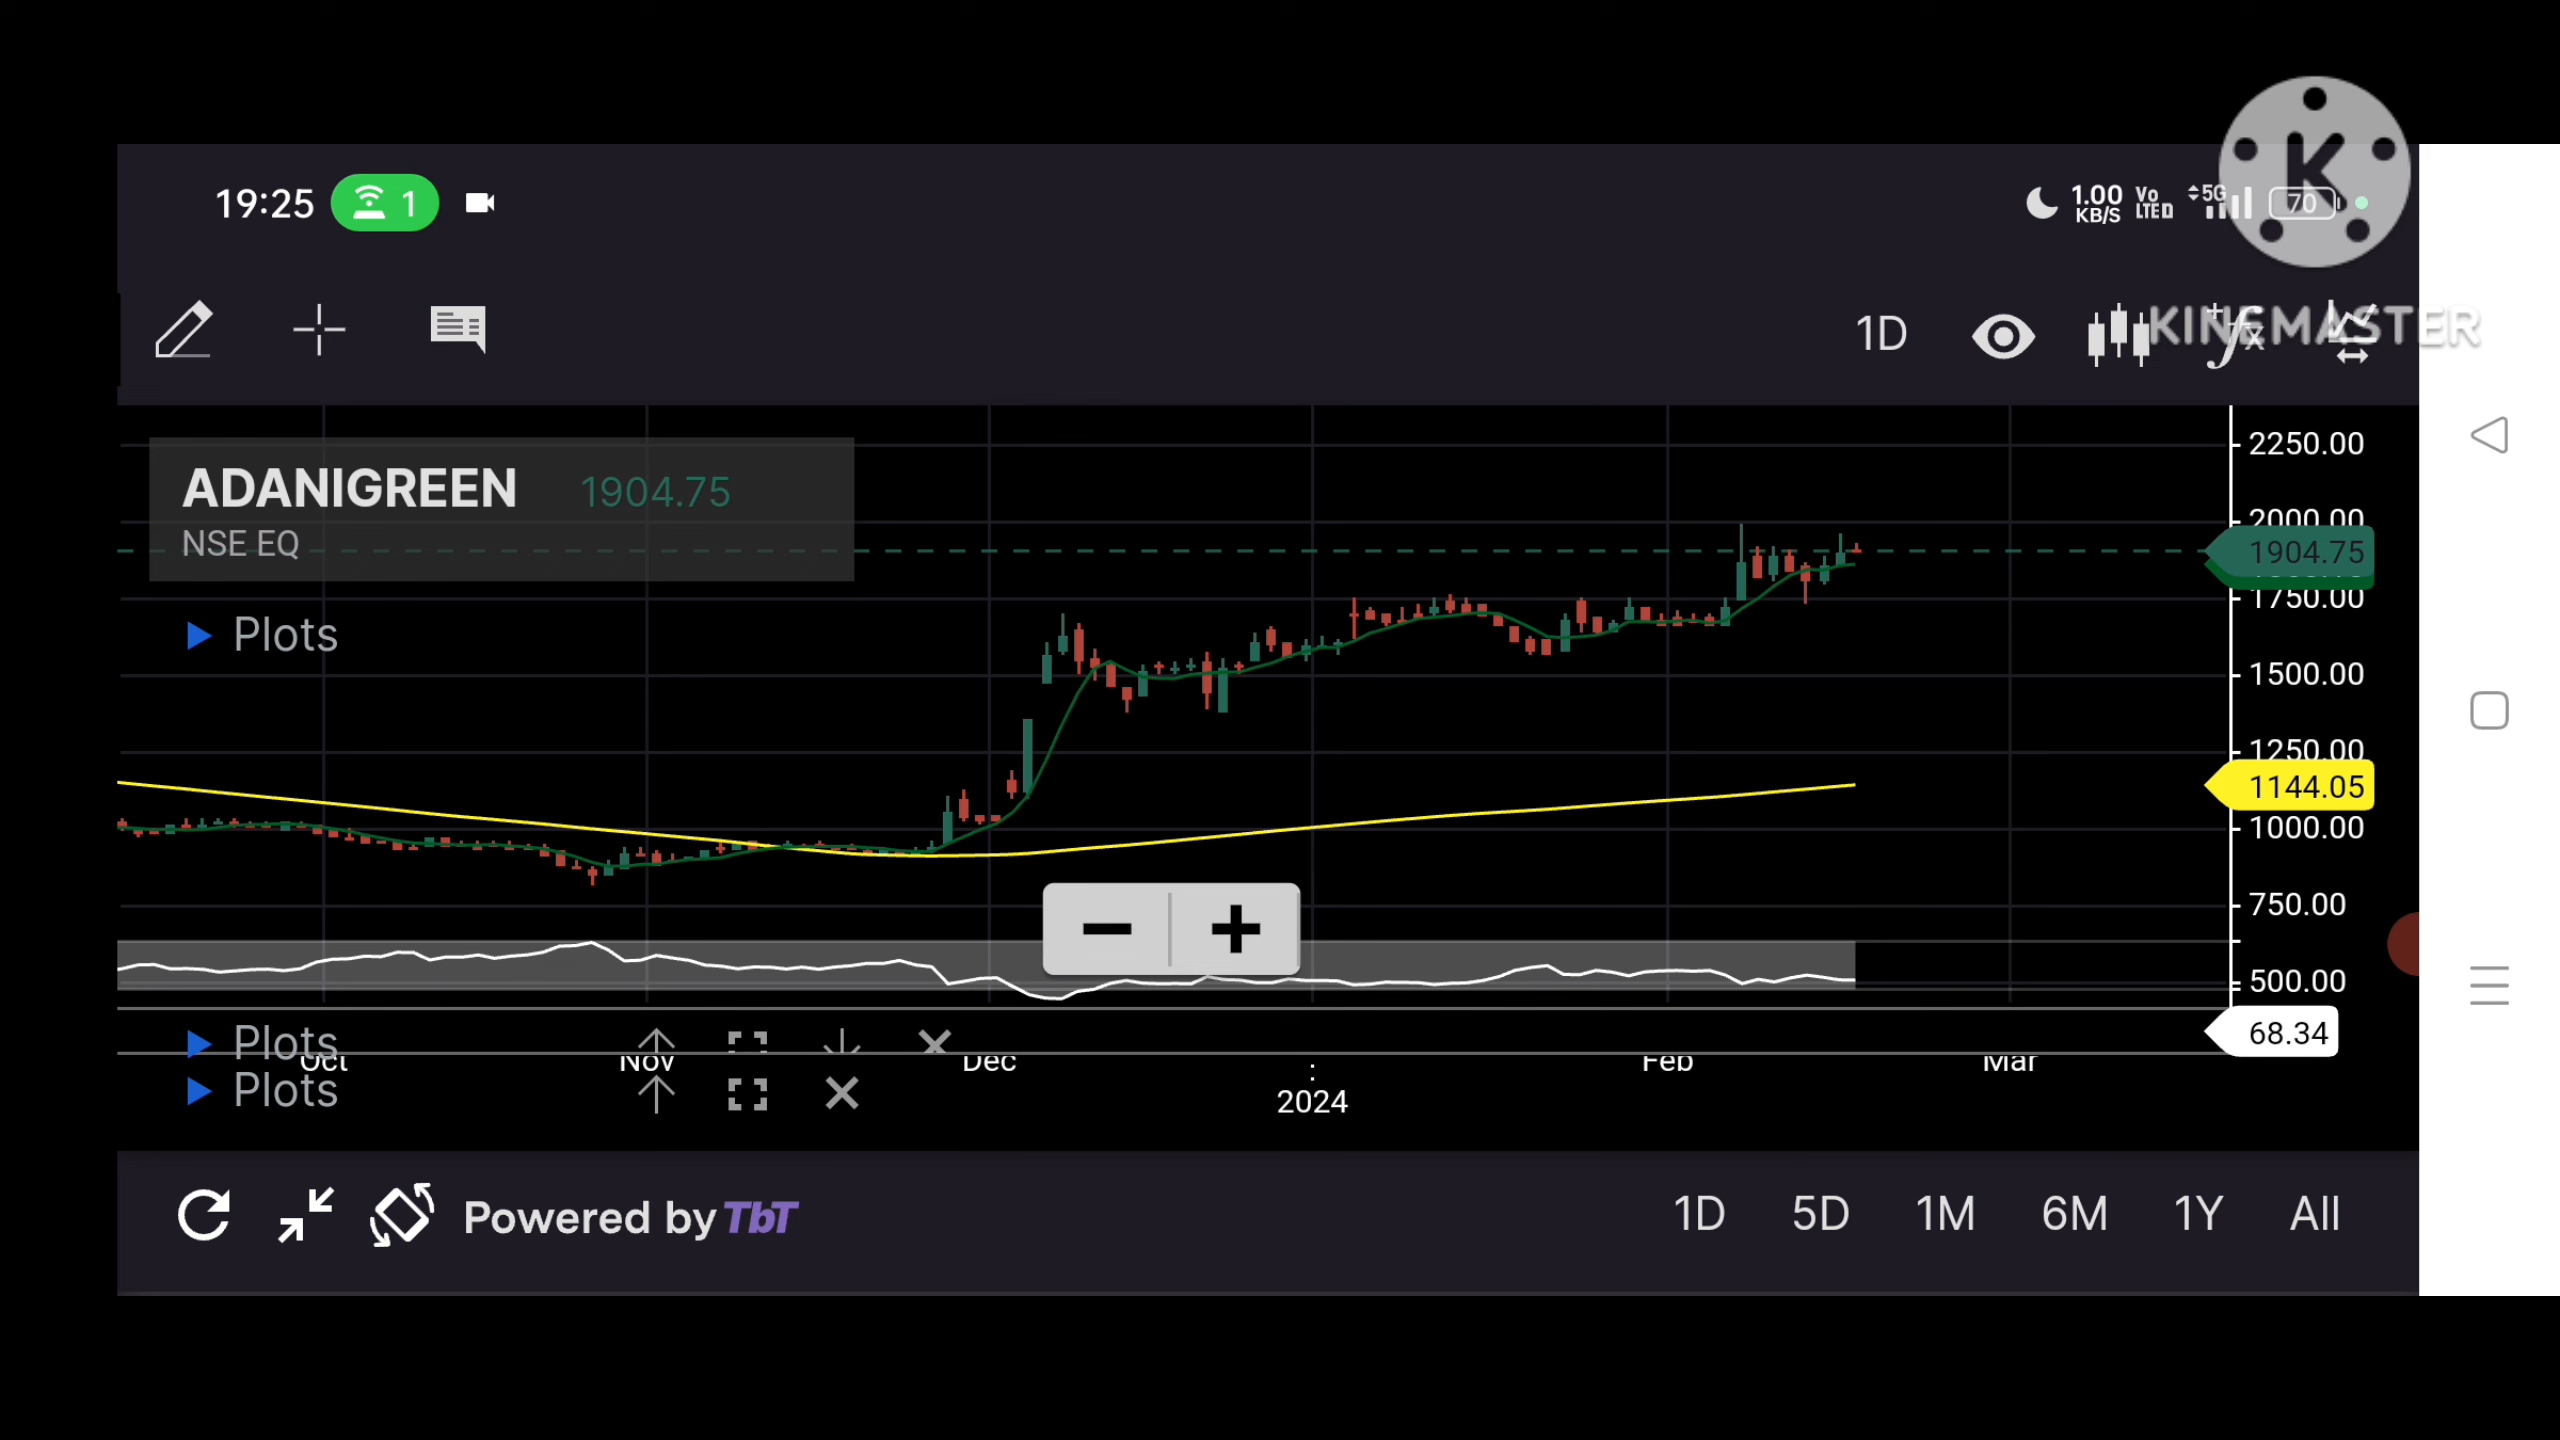 19:25 1
1.00 KB/S Vo LTE D 5G 70
K
KINEMASTER
1D
fx
ADANIGREEN 1904.75
NSE EQ
Plots
2250.00
2000.00
1904.75
1750.00
1500.00
1250.00
1144.05
1000.00
750.00
500.00
68.34
Plots
Oct Nov Dec Feb Mar
Plots
2024
Powered by TbT
1D 5D 1M 6M 1Y All